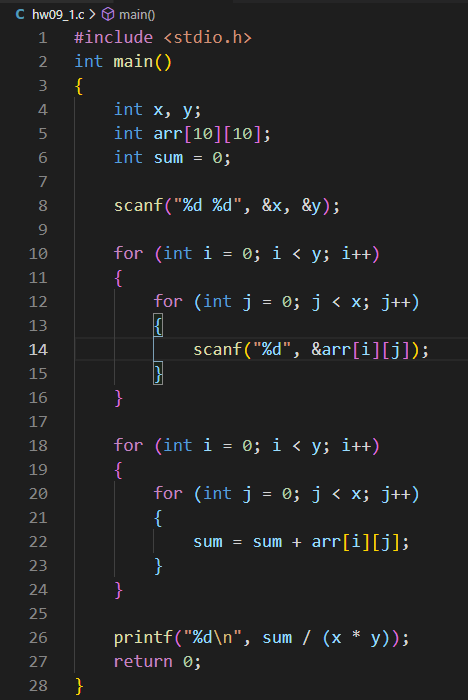 hw09_1.c > main()
1 #include <stdio.h>
2 int main()
3 {
4     int x, y;
5     int arr[10][10];
6     int sum = 0;
7
8     scanf("%d %d", &x, &y);
9
10     for (int i = 0; i < y; i++)
11     {
12         for (int j = 0; j < x; j++)
13         {
14             scanf("%d", &arr[i][j]);
15         }
16     }
17
18     for (int i = 0; i < y; i++)
19     {
20         for (int j = 0; j < x; j++)
21         {
22             sum = sum + arr[i][j];
23         }
24     }
25
26     printf("%d\n", sum / (x * y));
27     return 0;
28 }